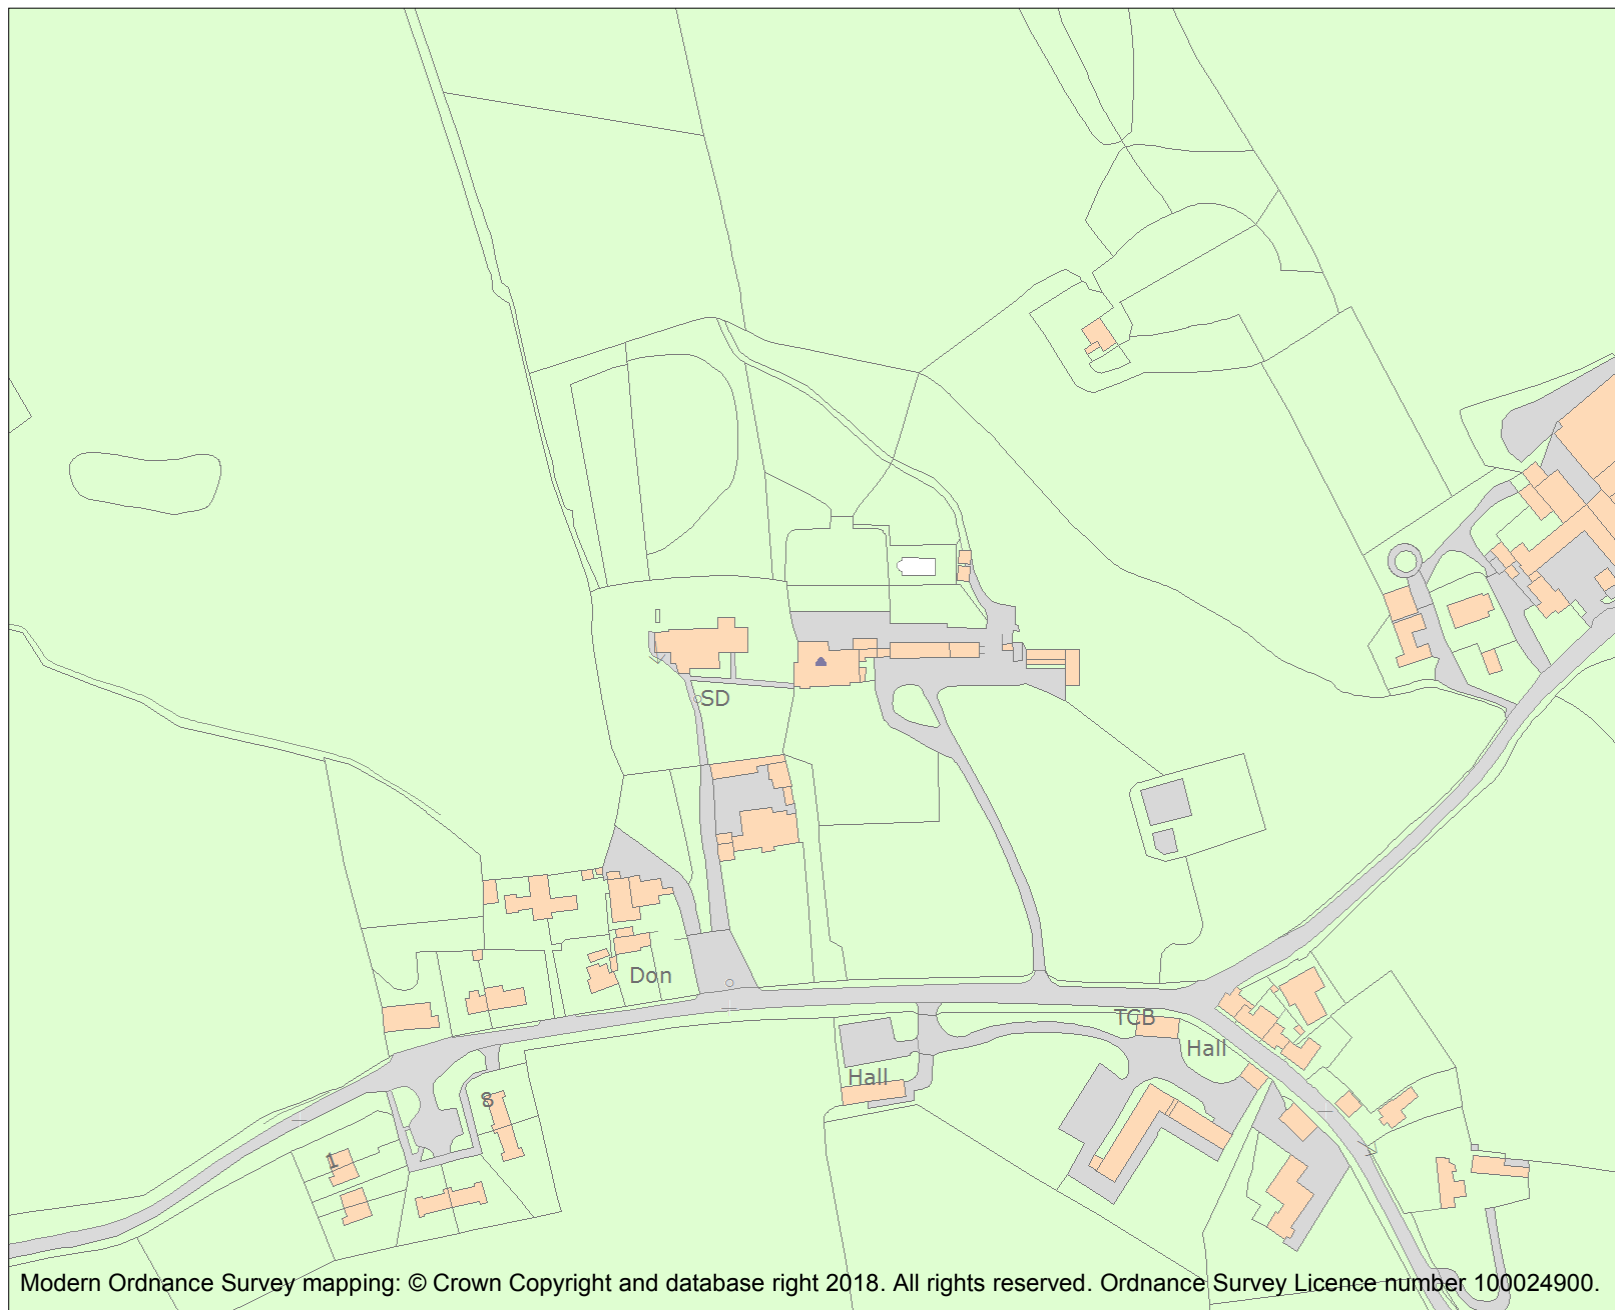 SD
Don
TCB
Hall
Hall
8
1
Modern Ordnance Survey mapping: © Crown Copyright and database right 2018. All rights reserved. Ordnance Survey Licence number 100024900.